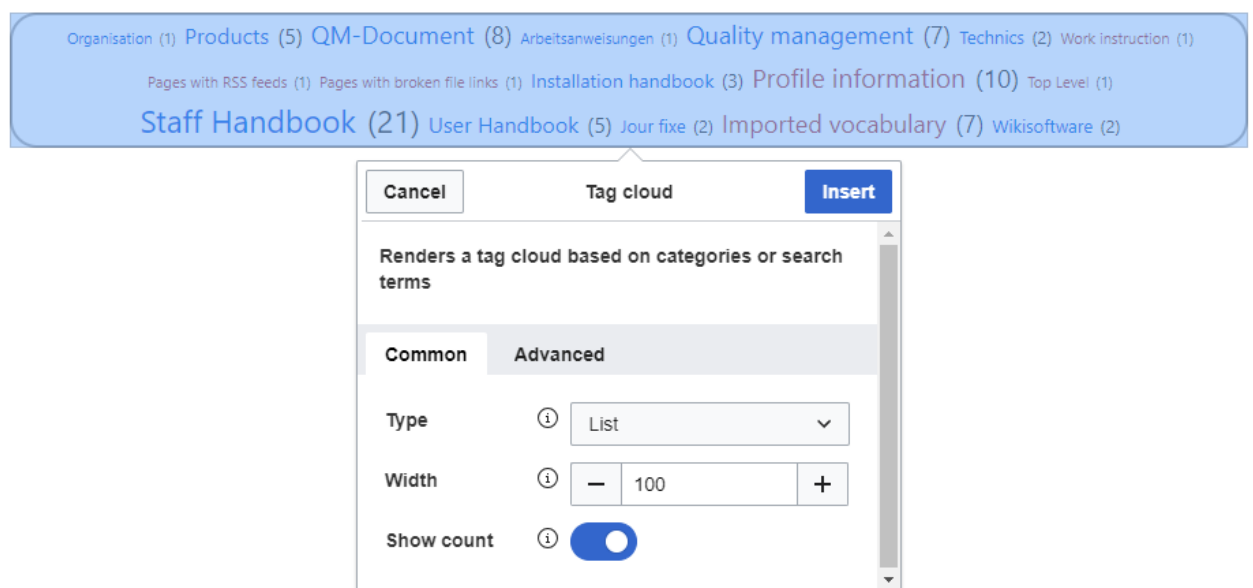 Organisation (1) Products (5) QM-Document (8) Arbeitsanweisungen (1) Quality management (7) Technics (2) Work instruction (1)
Pages with RSS feeds (1) Pages with broken file links (1) Installation handbook (3) Profile information (10) Top Level (1)
Staff Handbook (21) User Handbook (5) Jour fixe (2) Imported vocabulary (7) Wikisoftware (2)
Cancel Tag cloud Insert
Renders a tag cloud based on categories or search
terms
Common Advanced
Type List
Width 100
Show count